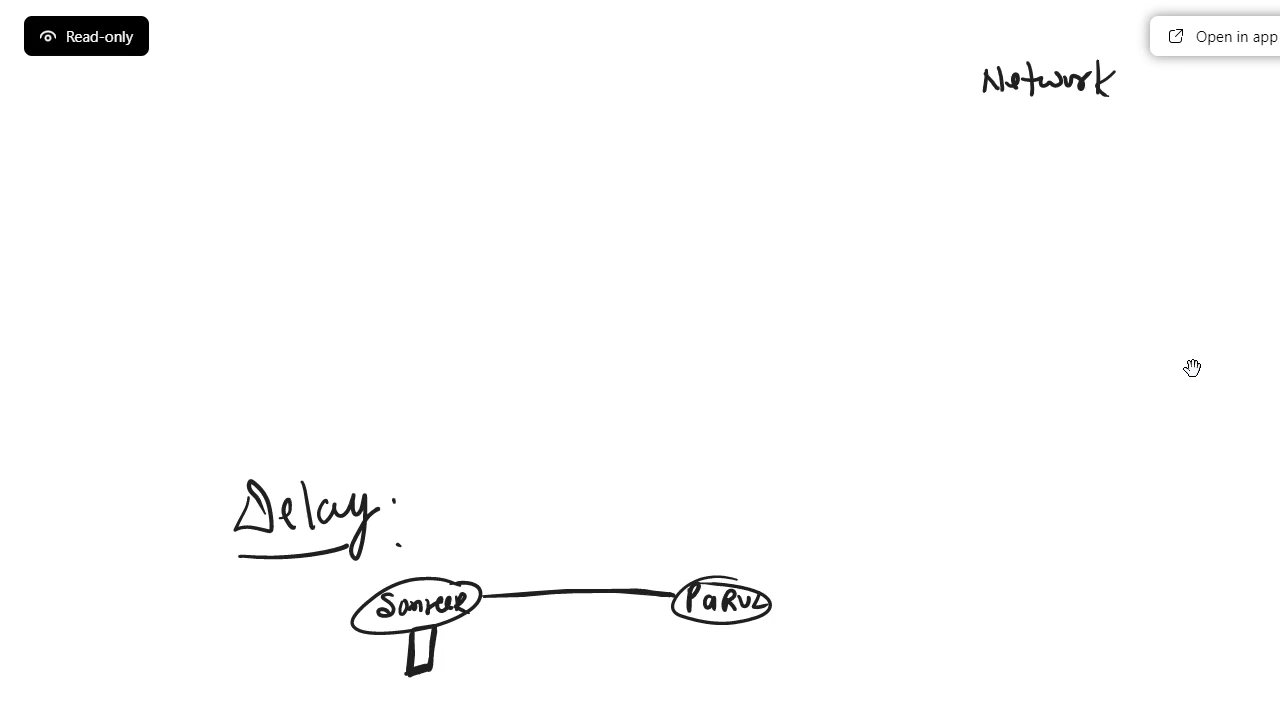 Read-only
Open in app
Network
Delay:
Sanjeev
PaRUL